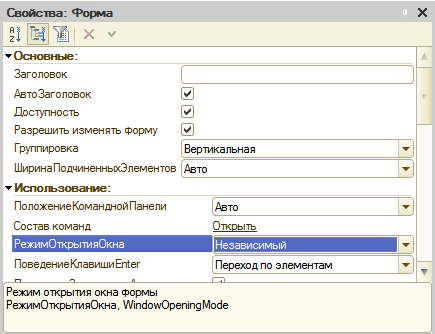 Свойства: Форма
Основные:
Заголовок
АвтоЗаголовок
Доступность
Разрешить изменять форму
Группировка Вертикальная
ШиринаПодчиненныхЭлементов Авто
Использование:
ПоложениеКоманднойПанели Авто
Состав команд Открыть
РежимОткрытияОкна Независимый
ПоведениеКлавишиEnter Переход по элементам
Режим открытия окна формы
РежимОткрытияОкна, WindowOpeningMode